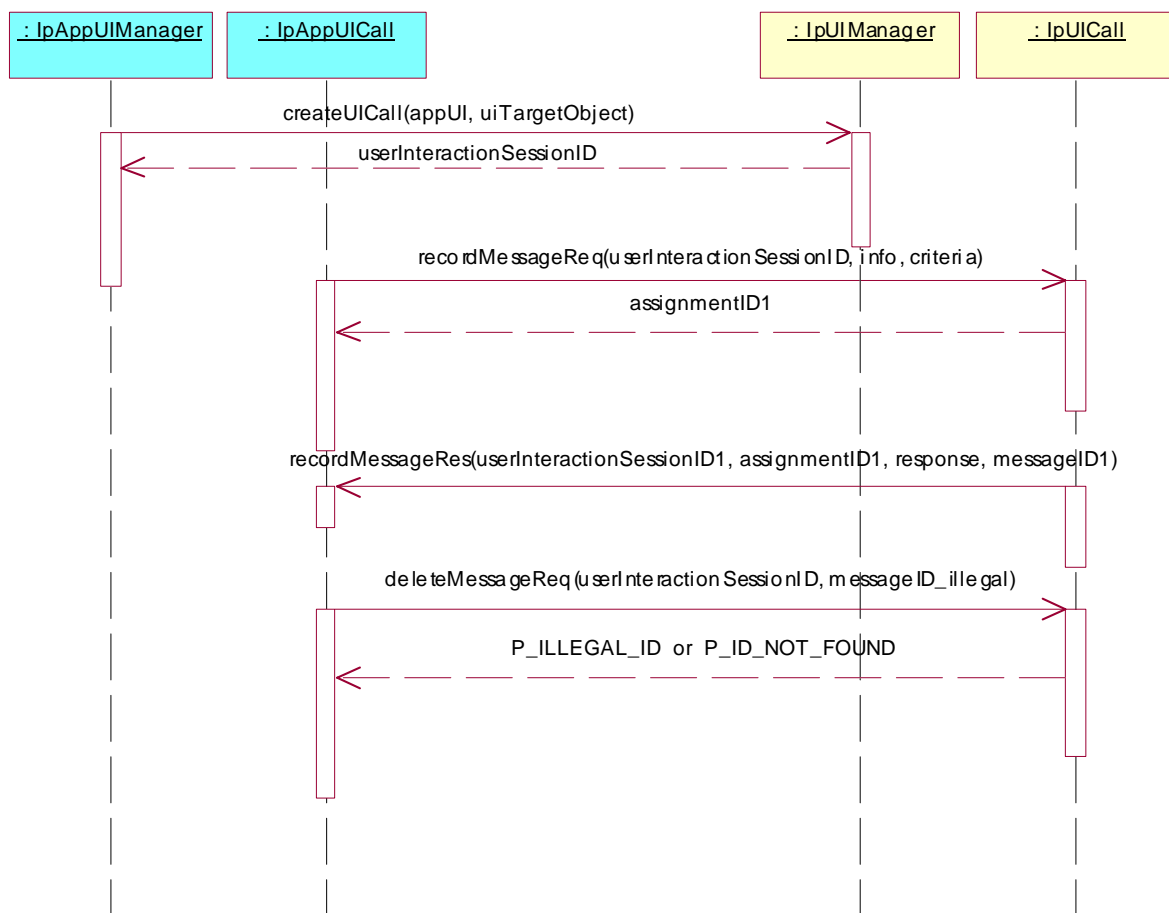 : IpAppUIManager
: IpAppUICall
: IpUIManager
: IpUICall
createUICall(appUI, uiTargetObject)
userInteractionSessionID
recordMessageReq(userInteractionSessionID, info, criteria)
assignmentID1
recordMessageRes(userInteractionSessionID1, assignmentID1, response, messageID1)
deleteMessageReq(userInteractionSessionID, messageID_illegal)
P_ILLEGAL_ID or P_ID_NOT_FOUND